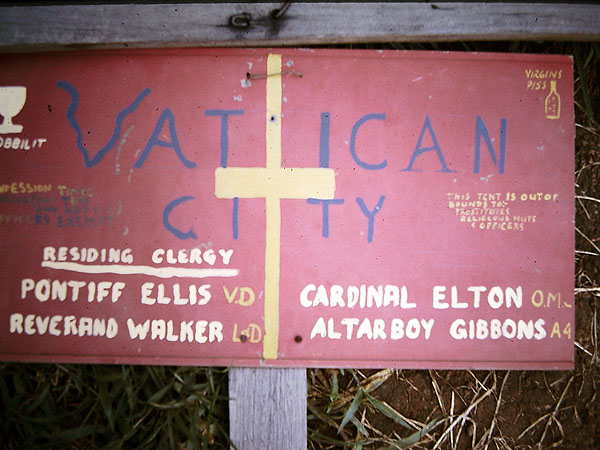 VIRGINS
PISS
VATICAN
CITY
THIS TENT IS OUT OF
BOUNDS TO:
PROSTITUTES
RELIGIOUS NUTS
& OFFICERS
RESIDING CLERGY
PONTIFF ELLIS V.D
CARDINAL ELTON O.M.
REVERAND WALKER LSD
ALTARBOY GIBBONS A4